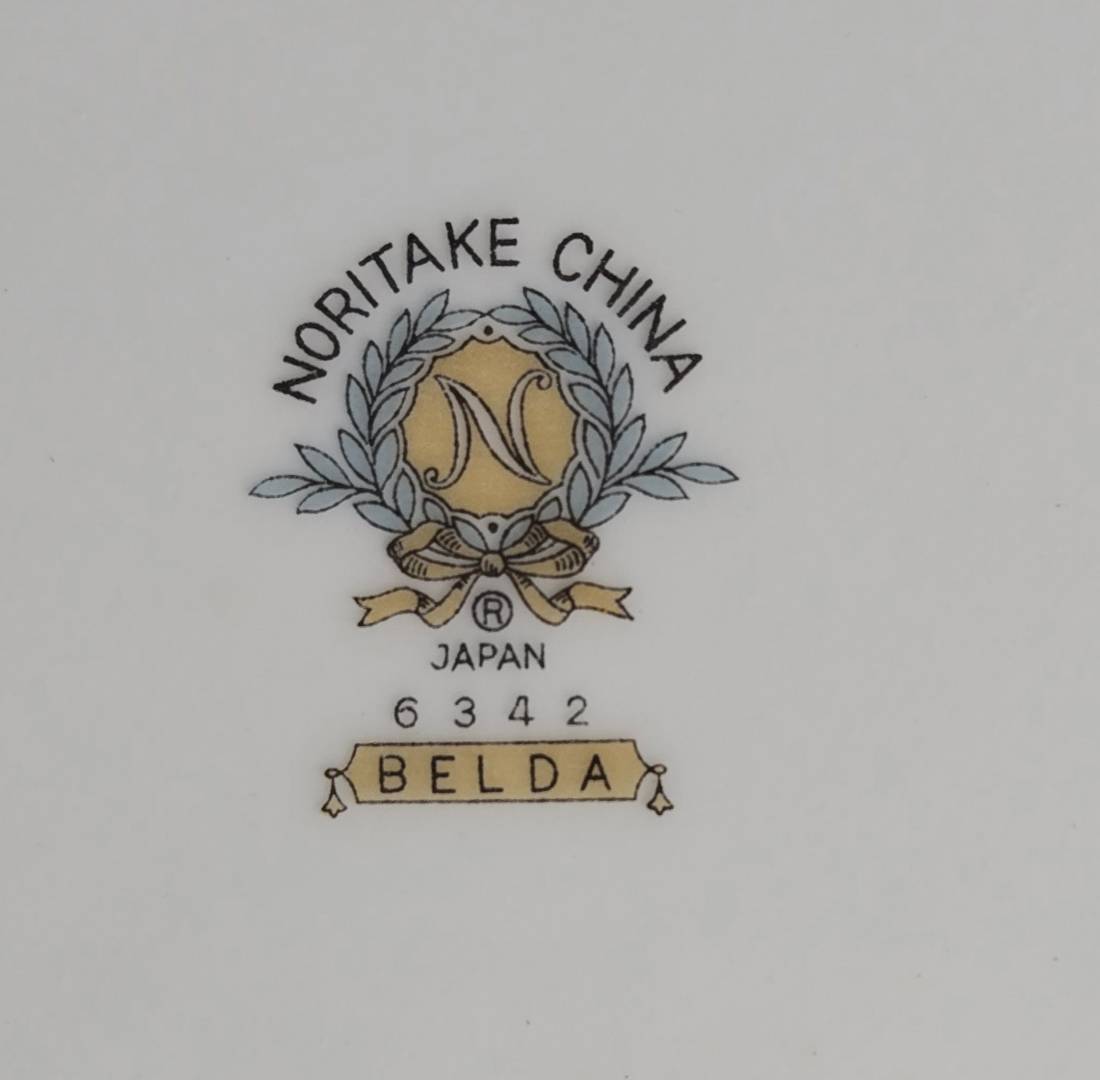 NORITAKE CHINA
N
®
JAPAN
6342
BELDA